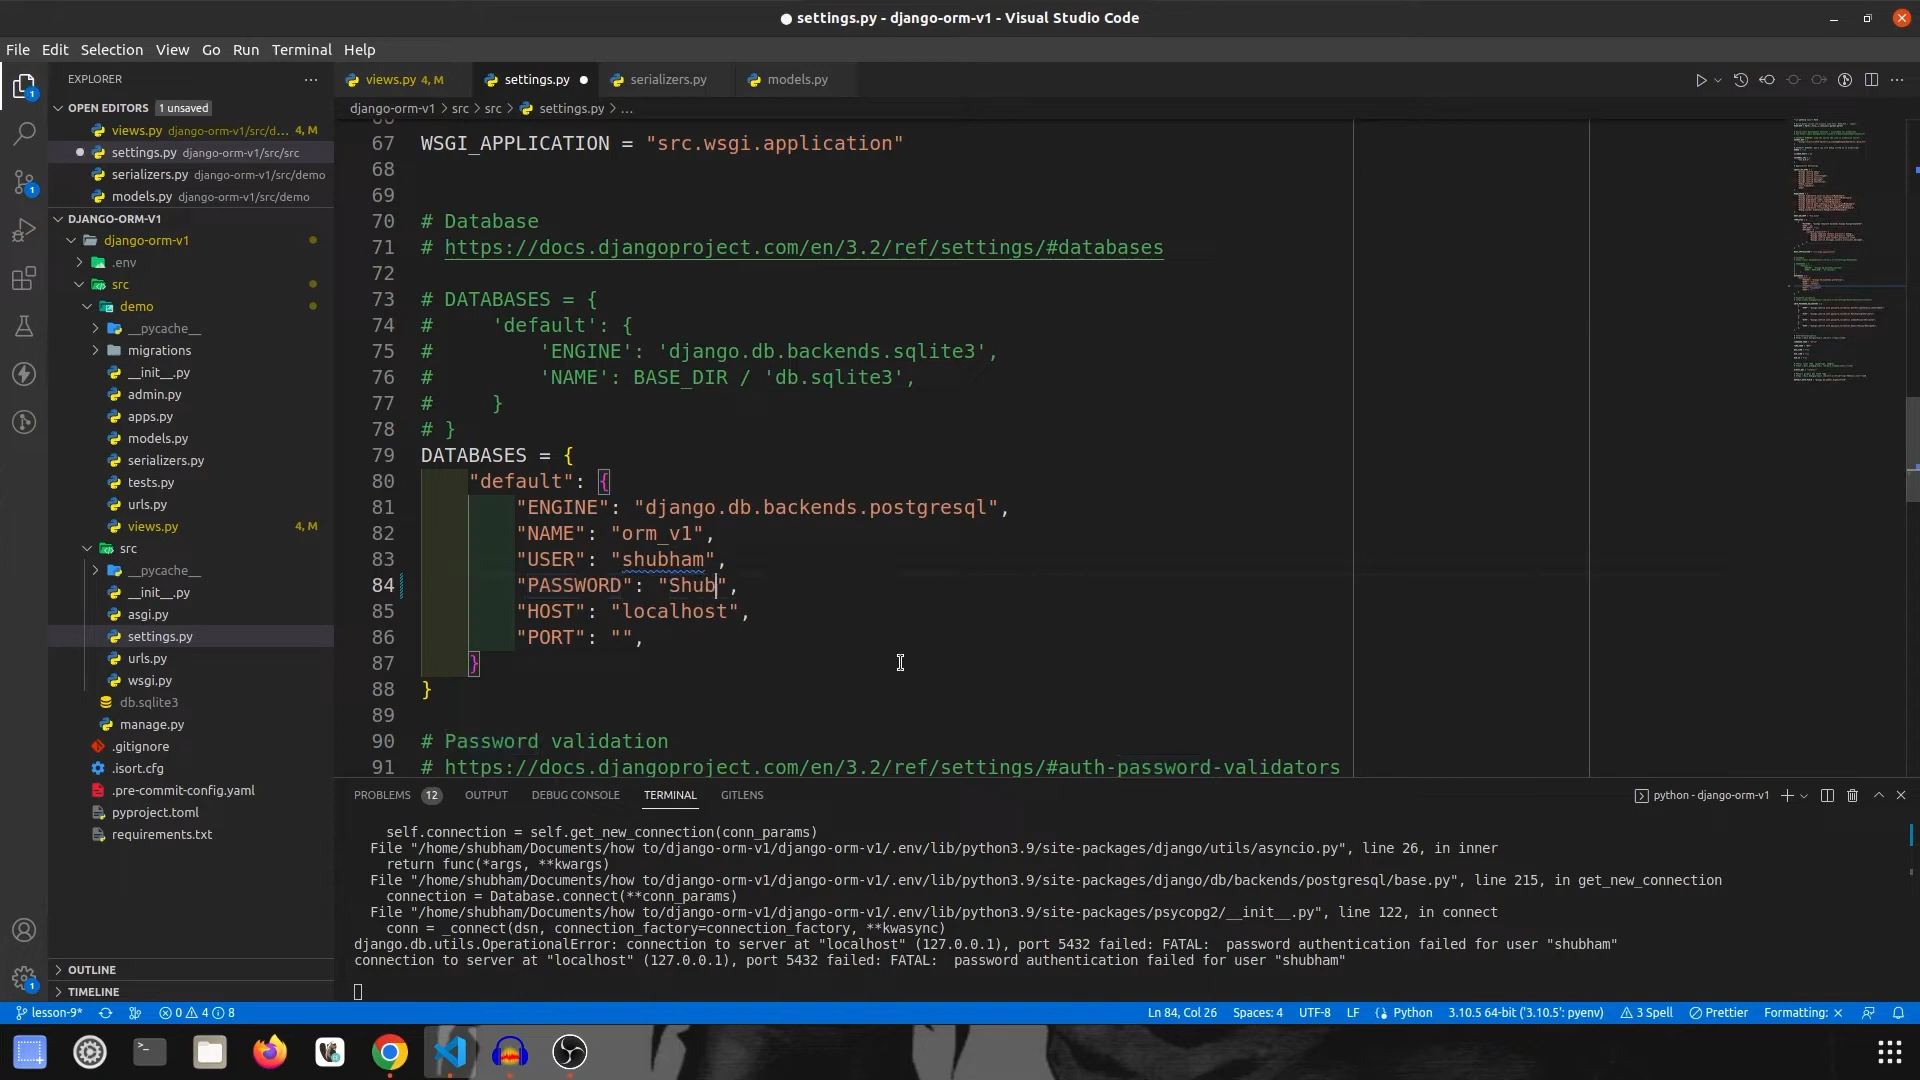 settings.py - django-orm-v1 - Visual Studio Code
File Edit Selection View Go Run Terminal Help
EXPLORER
OPEN EDITORS 1 unsaved
views.py django-orm-v1/src/d... 4, M
settings.py django-orm-v1/src/src
serializers.py django-orm-v1/src/demo
models.py django-orm-v1/src/demo
DJANGO-ORM-V1
django-orm-v1
.env
src
demo
__pycache__
migrations
__init__.py
admin.py
apps.py
models.py
serializers.py
tests.py
urls.py
views.py 4, M
src
__pycache__
__init__.py
asgi.py
settings.py
urls.py
wsgi.py
db.sqlite3
manage.py
.gitignore
.isort.cfg
.pre-commit-config.yaml
pyproject.toml
requirements.txt
OUTLINE
TIMELINE
views.py 4, M settings.py serializers.py models.py
django-orm-v1 > src > src > settings.py > ...
67 WSGI_APPLICATION = "src.wsgi.application"
68
69
70 # Database
71 # https://docs.djangoproject.com/en/3.2/ref/settings/#databases
72
73 # DATABASES = {
74 #     'default': {
75 #         'ENGINE': 'django.db.backends.sqlite3',
76 #         'NAME': BASE_DIR / 'db.sqlite3',
77 #     }
78 # }
79 DATABASES = {
80     "default": {
81         "ENGINE": "django.db.backends.postgresql",
82         "NAME": "orm_v1",
83         "USER": "shubham",
84         "PASSWORD": "Shub",
85         "HOST": "localhost",
86         "PORT": "",
87     }
88 }
89
90 # Password validation
91 # https://docs.djangoproject.com/en/3.2/ref/settings/#auth-password-validators
PROBLEMS 12 OUTPUT DEBUG CONSOLE TERMINAL GITLENS
python - django-orm-v1
self.connection = self.get_new_connection(conn_params)
File "/home/shubham/Documents/how to/django-orm-v1/django-orm-v1/.env/lib/python3.9/site-packages/django/utils/asyncio.py", line 26, in inner
return func(*args, **kwargs)
File "/home/shubham/Documents/how to/django-orm-v1/django-orm-v1/.env/lib/python3.9/site-packages/django/db/backends/postgresql/base.py", line 215, in get_new_connection
connection = Database.connect(**conn_params)
File "/home/shubham/Documents/how to/django-orm-v1/django-orm-v1/.env/lib/python3.9/site-packages/psycopg2/__init__.py", line 122, in connect
conn = _connect(dsn, connection_factory=connection_factory, **kwasync)
django.db.utils.OperationalError: connection to server at "localhost" (127.0.0.1), port 5432 failed: FATAL:  password authentication failed for user "shubham"
connection to server at "localhost" (127.0.0.1), port 5432 failed: FATAL:  password authentication failed for user "shubham"
lesson-9* 0 4 8 Ln 84, Col 26 Spaces: 4 UTF-8 LF Python 3.10.5 64-bit ('3.10.5': pyenv) 3 Spell Prettier Formatting: ×